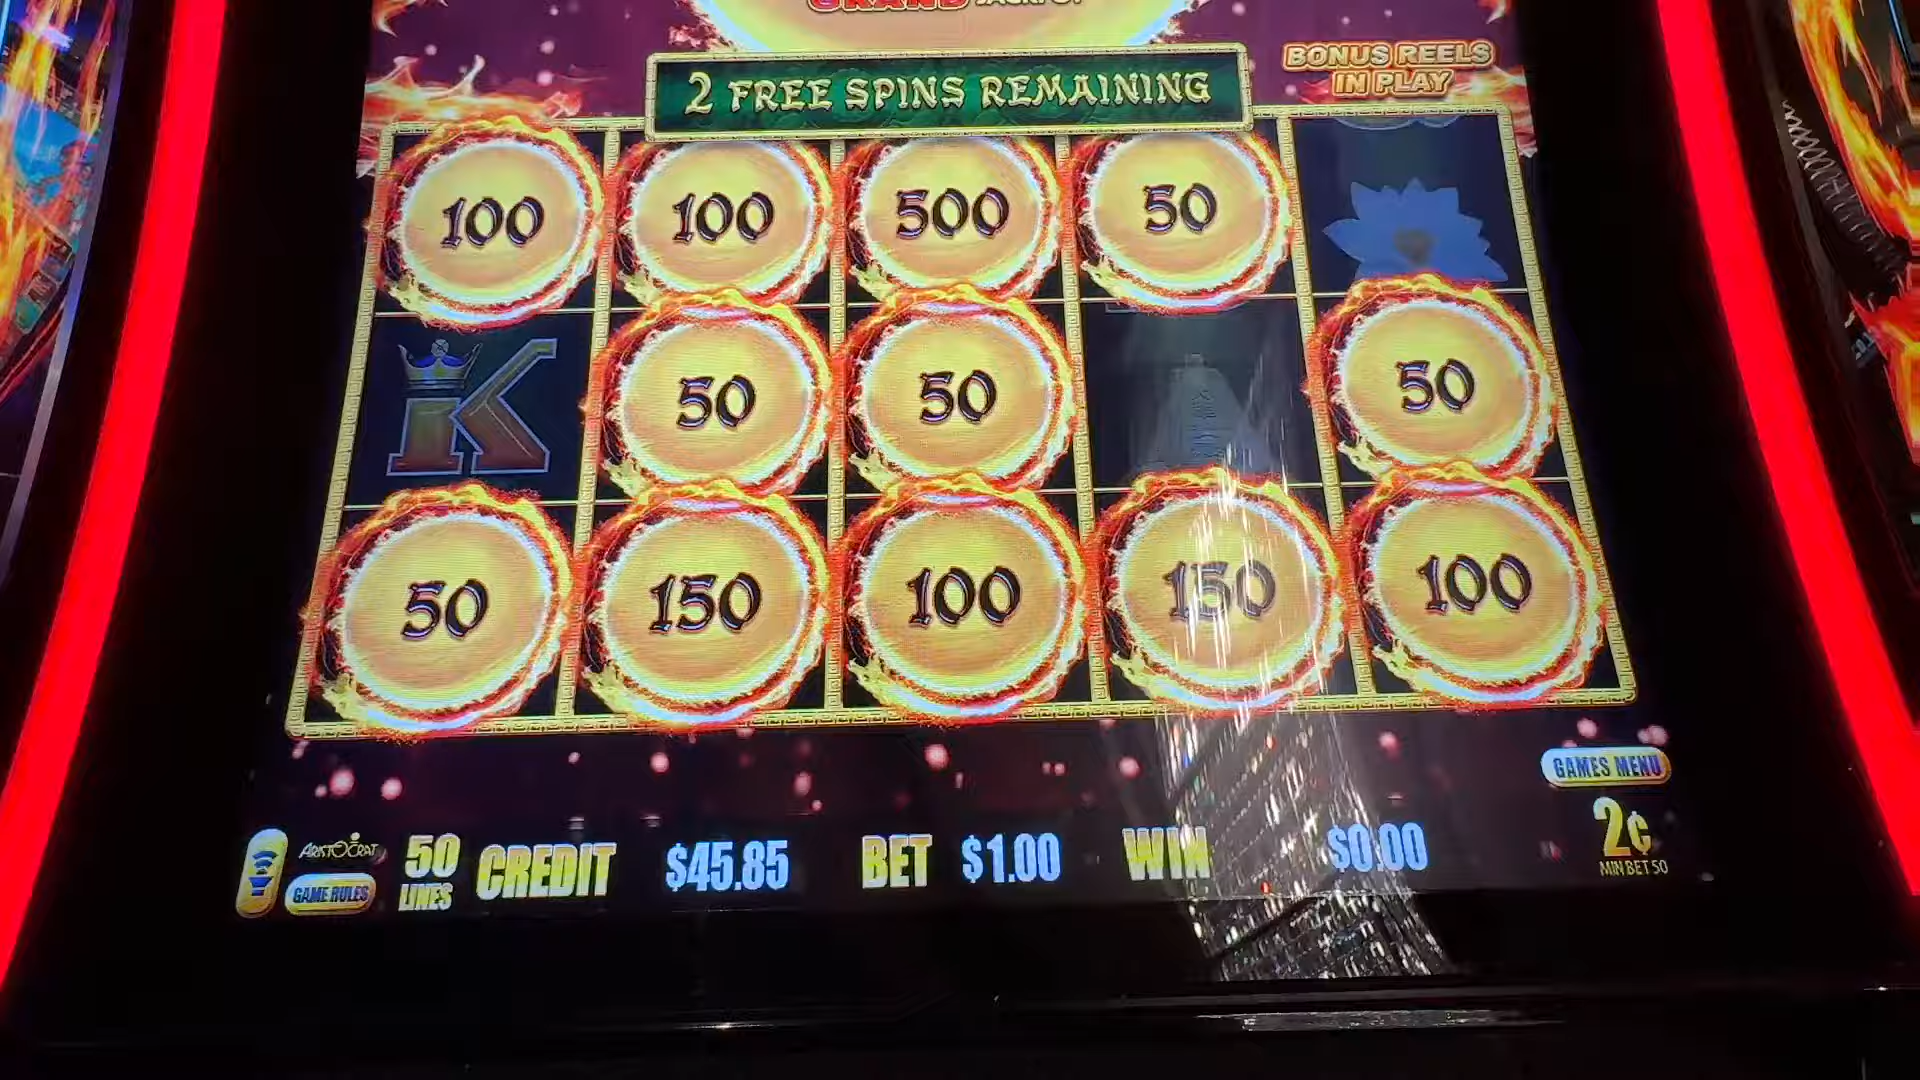 GRAND JACKPOT
2 FREE SPINS REMAINING
BONUS REELS
IN PLAY
100 100 500 50
K 50 50 50
50 150 100 150 100
GAMES MENU
ARISTOCRAT
GAME RULES
50
LINES
CREDIT $45.85 BET $1.00 WIN $0.00
2¢
MIN BET 50